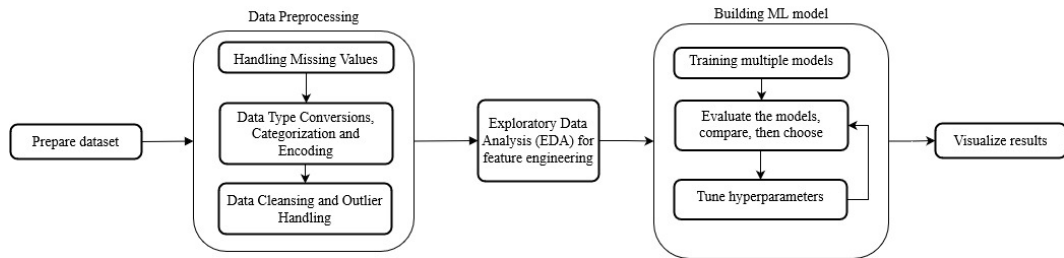 Prepare dataset
Data Preprocessing
Handling Missing Values
Data Type Conversions,
Categorization and
Encoding
Data Cleansing and Outlier
Handling
Exploratory Data
Analysis (EDA) for
feature engineering
Building ML model
Training multiple models
Evaluate the models,
compare, then choose
Tune hyperparameters
Visualize results